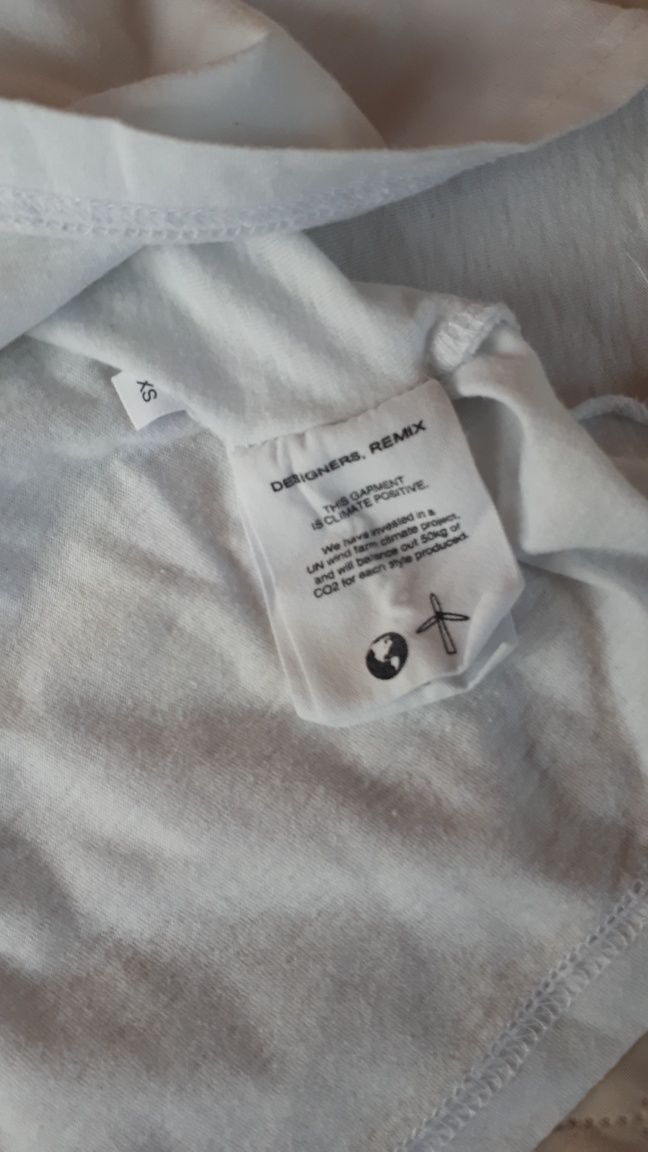 XS
DESIGNERS, REMIX
THIS GARMENT
IS CLIMATE POSITIVE.
We have invested in a
UN wind farm climate project,
and will balance out 50kg of
CO2 for each style produced.